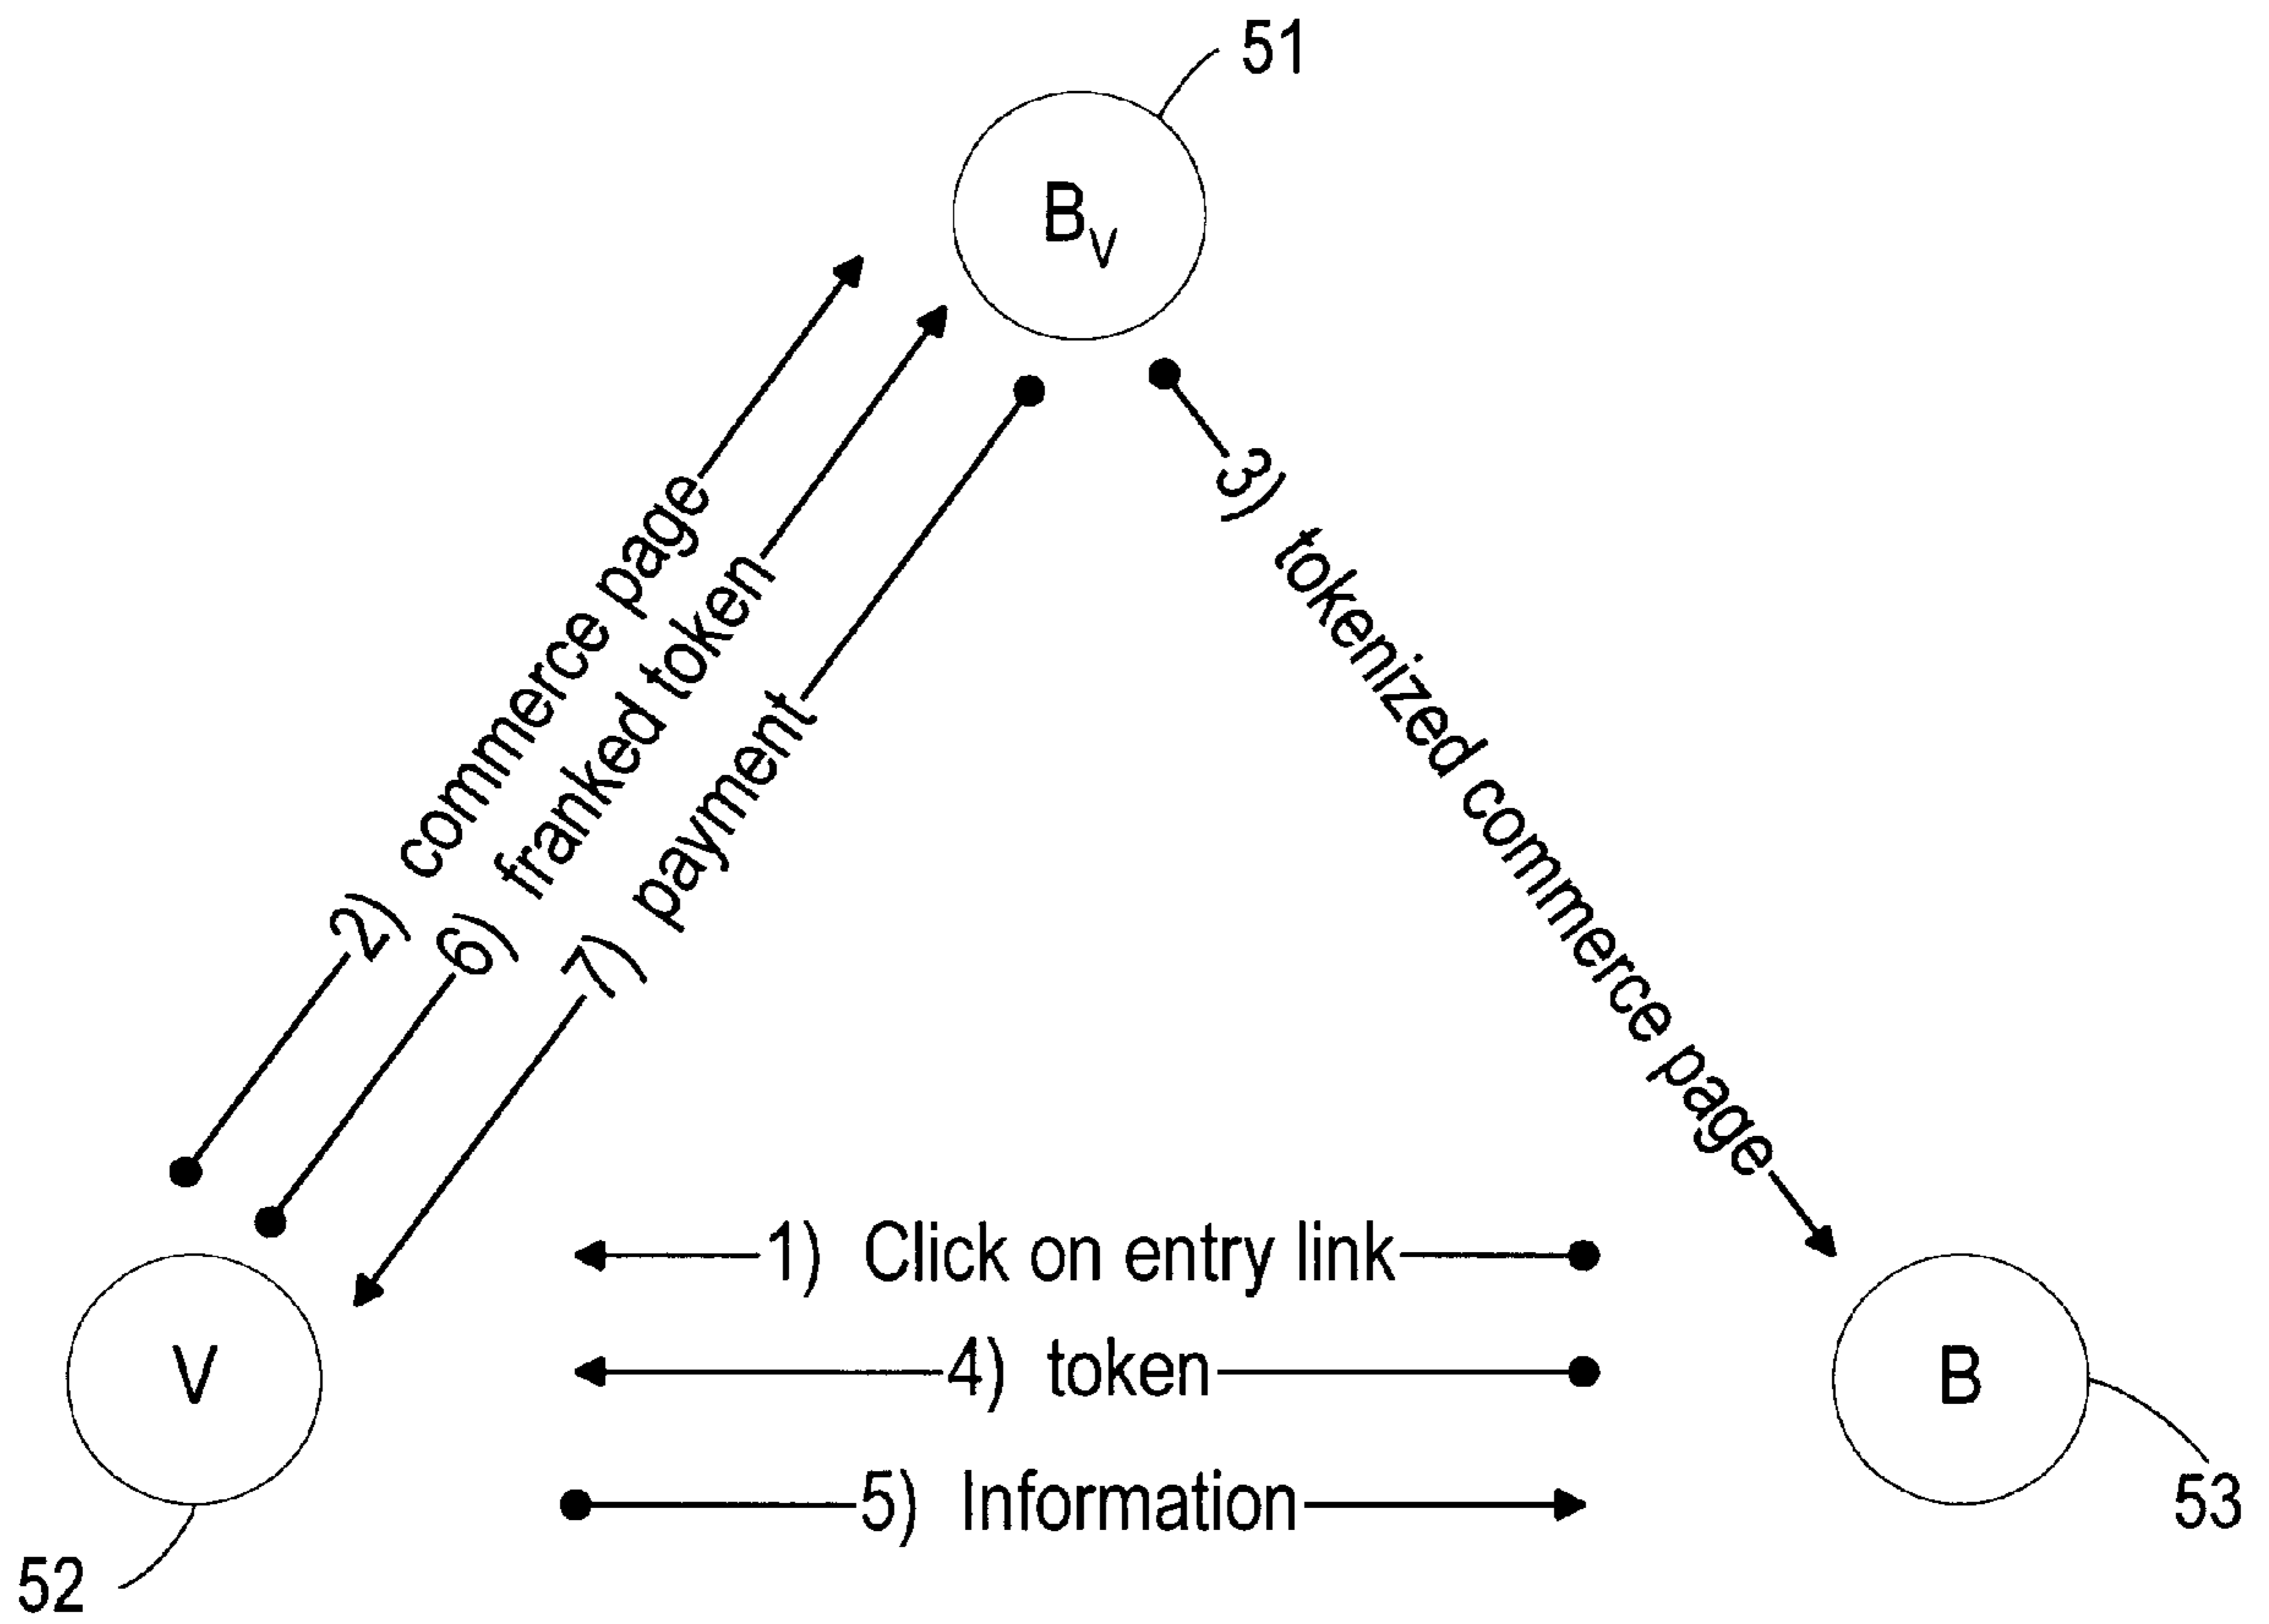 51
BV
2) commerce page
6) franked token
7) payment
3) tokenized commerce page
1) Click on entry link
V
4) token
B
5) Information
53
52